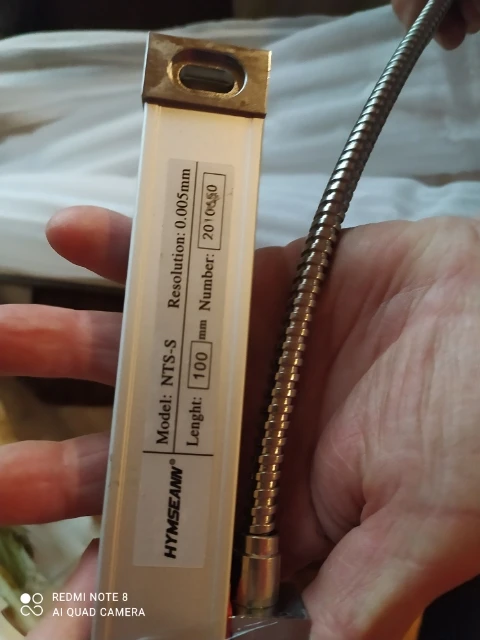 HYMSEANN®
Model: NTS-S Resolution: 0.005mm
Lenght: 100 mm Number:
REDMI NOTE 8
AI QUAD CAMERA